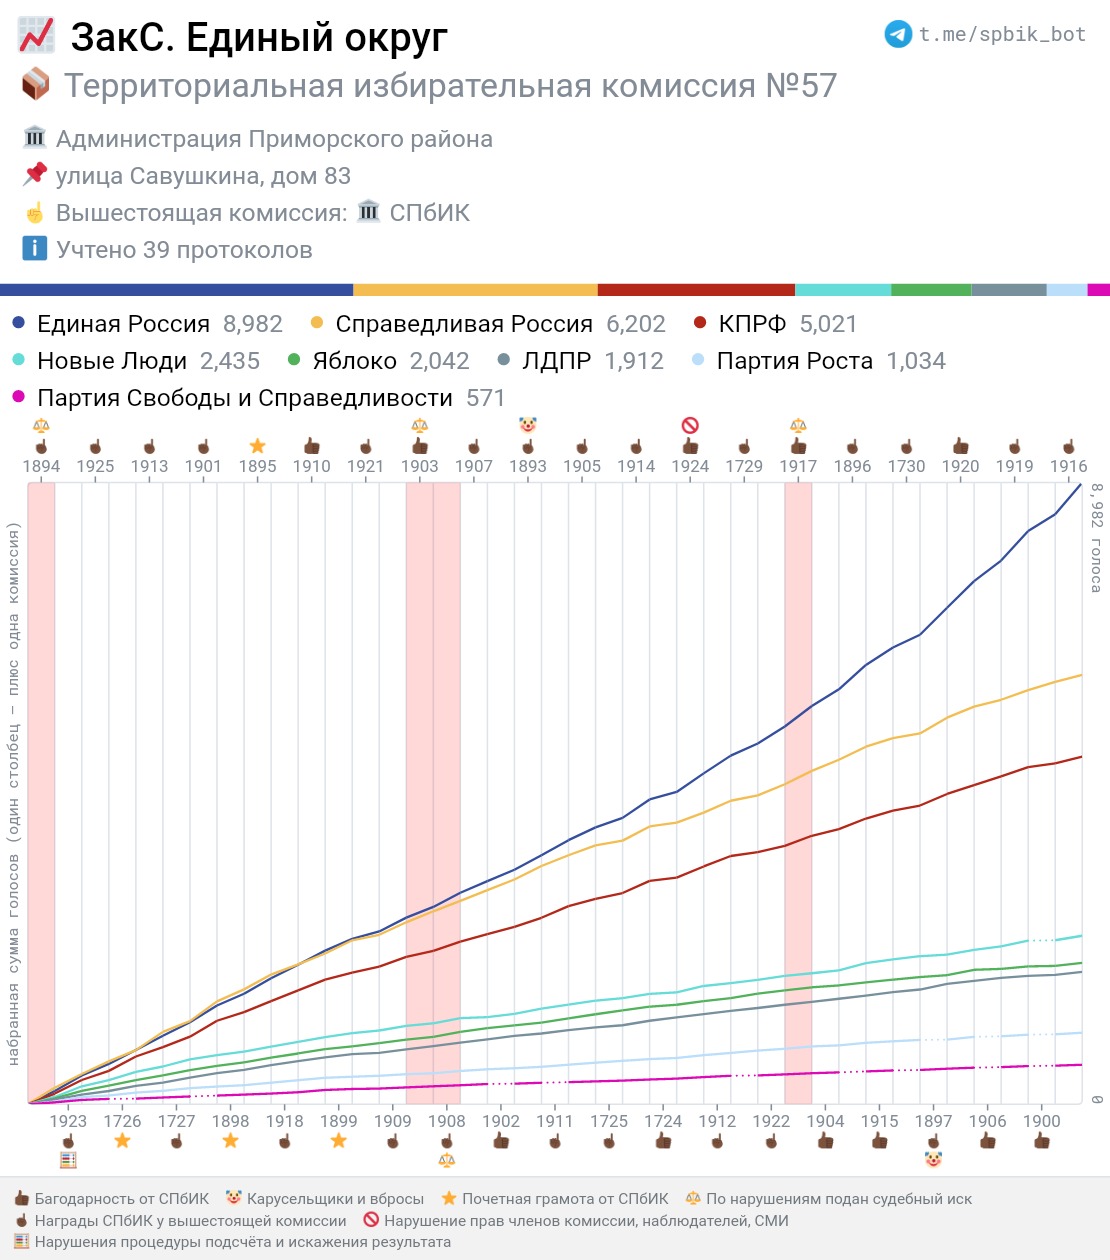 ЗакС. Единый округ
t.me/spbik_bot
Территориальная избирательная комиссия №57
Администрация Приморского района
улица Савушкина, дом 83
Вышестоящая комиссия: СПбИК
Учтено 39 протоколов
Единая Россия 8,982 Справедливая Россия 6,202 КПРФ 5,021
Новые Люди 2,435 Яблоко 2,042 ЛДПР 1,912 Партия Роста 1,034
Партия Свободы и Справедливости 571
1894 1925 1913 1901 1895 1910 1921 1903 1907 1893 1905 1914 1924 1729 1917 1896 1730 1920 1919 1916
8,982 голоса
набранная сумма голосов (один столбец – плюс одна комиссия)
0
1923 1726 1727 1898 1918 1899 1909 1908 1902 1911 1725 1724 1912 1922 1904 1915 1897 1906 1900
Багодарность от СПбИК Карусельщики и вбросы Почетная грамота от СПбИК По нарушениям подан судебный иск
Награды СПбИК у вышестоящей комиссии Нарушение прав членов комиссии, наблюдателей, СМИ
Нарушения процедуры подсчёта и искажения результата